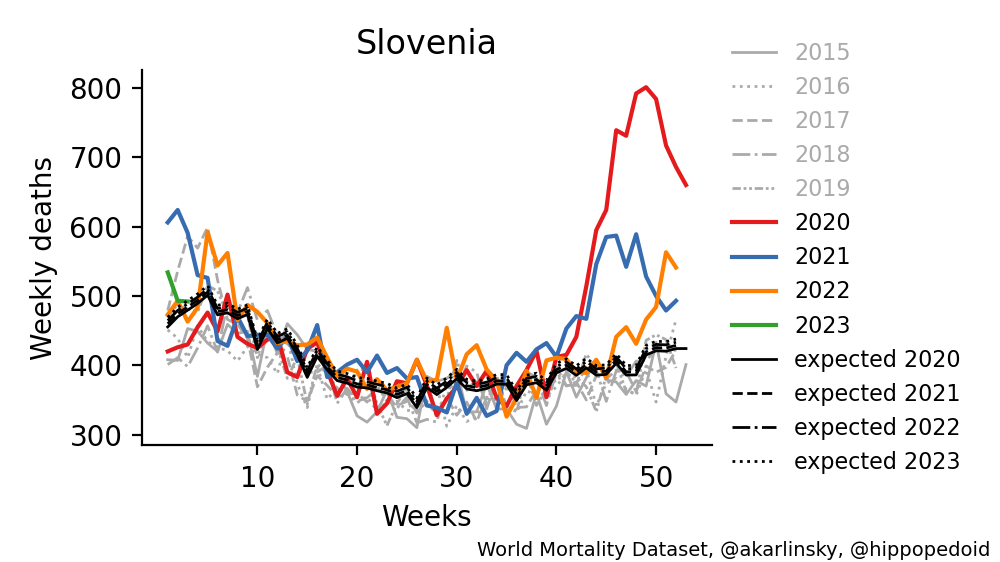 Slovenia
800
700
600
500
400
300
Weekly deaths
10 20 30 40 50
Weeks
2015
2016
2017
2018
2019
2020
2021
2022
2023
expected 2020
expected 2021
expected 2022
expected 2023
World Mortality Dataset, @akarlinsky, @hippopedoid